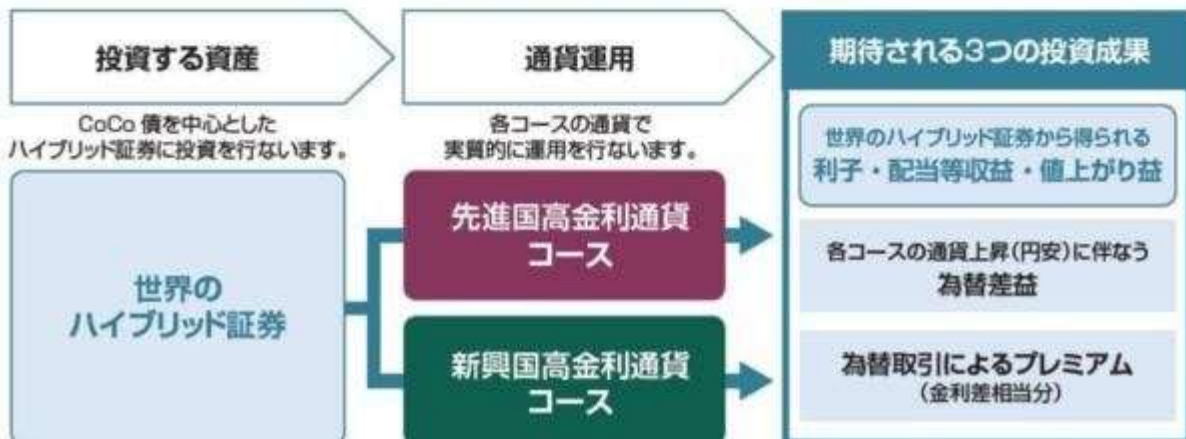 投資する資産
CoCo 債を中心とした
ハイブリッド証券に投資を行ないます。
世界の
ハイブリッド証券
通貨運用
各コースの通貨で
実質的に運用を行ないます。
先進国高金利通貨
コース
新興国高金利通貨
コース
期待される3つの投資成果
世界のハイブリッド証券から得られる
利子・配当等収益・値上がり益
各コースの通貨上昇(円安)に伴なう
為替差益
為替取引によるプレミアム
(金利差相当分)